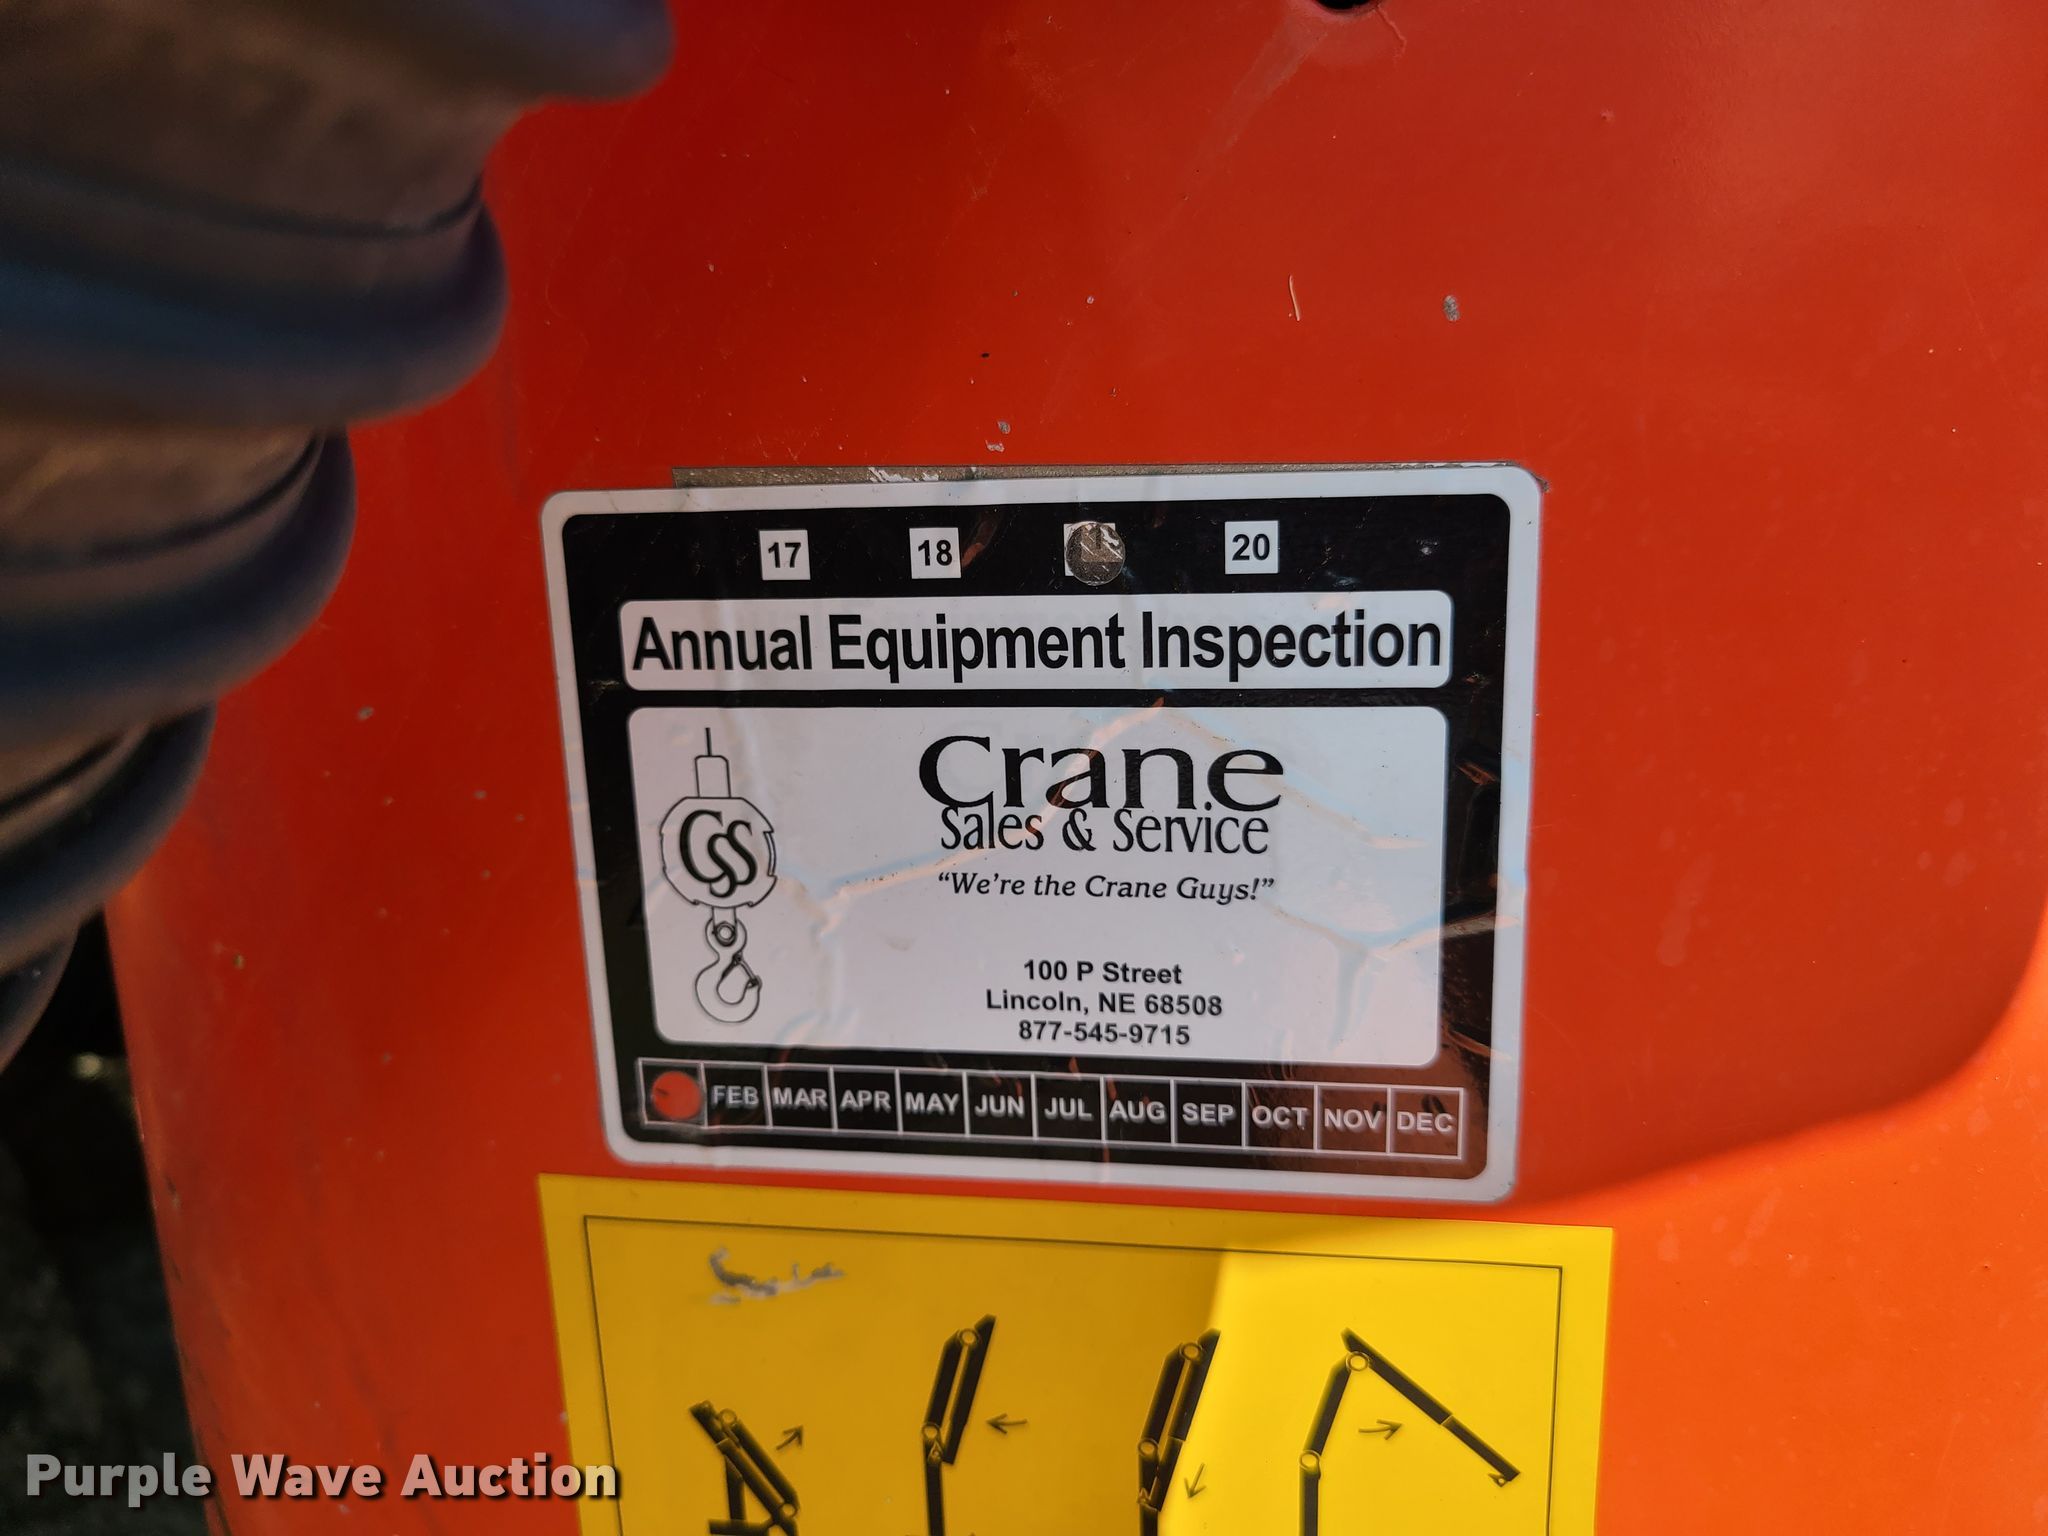 17 18 20
Annual Equipment Inspection
CSS
Crane
Sales & Service
"We're the Crane Guys!"
100 P Street
Lincoln, NE 68508
877-545-9715
FEB MAR APR MAY JUN JUL AUG SEP OCT NOV DEC
Purple Wave Auction